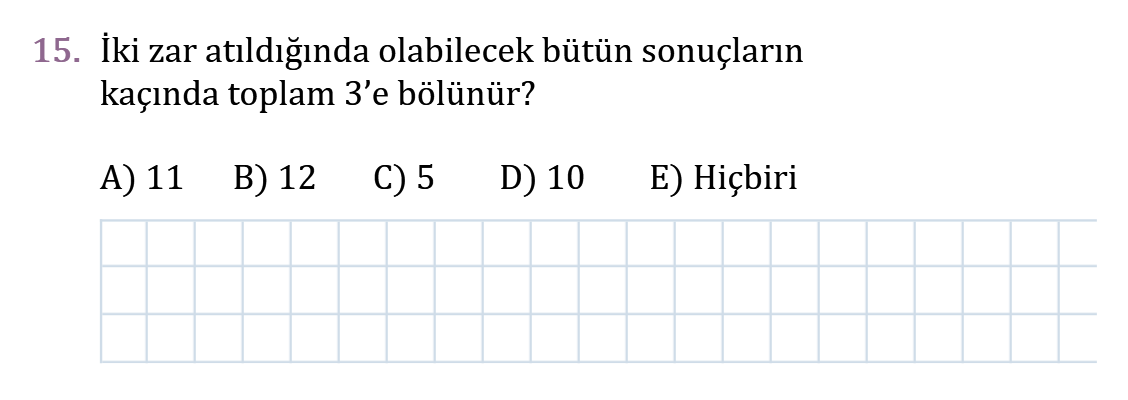 15. İki zar atıldığında olabilecek bütün sonuçların
kaçında toplam 3’e bölünür?
A) 11 B) 12 C) 5 D) 10 E) Hiçbiri